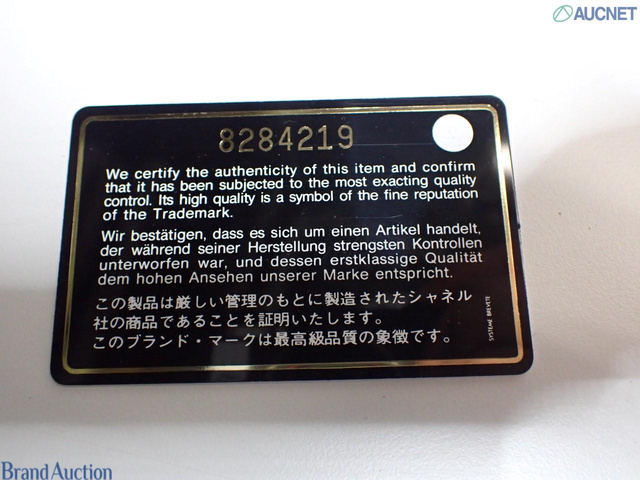 AUCNET
8284219
We certify the authenticity of this item and confirm
that it has been subjected to the most exacting quality
control. Its high quality is a symbol of the fine reputation
of the Trademark.
Wir bestätigen, dass es sich um einen Artikel handelt,
der während seiner Herstellung strengsten Kontrollen
unterworfen war, und dessen erstklassige Qualität
dem hohen Ansehen unserer Marke entspricht.
この製品は厳しい管理のもとに製造されたシャネル
社の商品であることを証明いたします。
このブランド・マークは最高級品質の象徴です。
SYSTEME BREVETE
Brand Auction